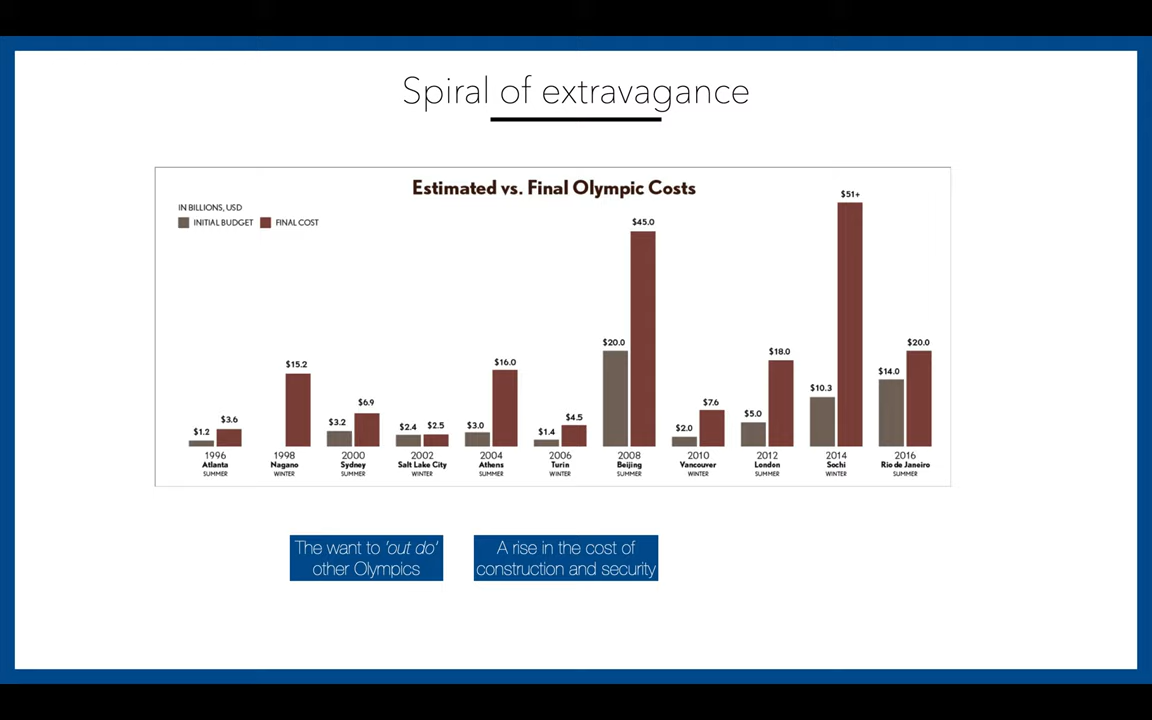 Spiral of extravagance
Estimated vs. Final Olympic Costs
IN BILLIONS, USD
INITIAL BUDGET FINAL COST
$1.2 $3.6
$15.2
$3.2 $6.9
$2.4 $2.5
$3.0 $16.0
$1.4 $4.5
$20.0 $45.0
$2.0 $7.6
$5.0 $18.0
$10.3 $51+
$14.0 $20.0
1996 1998 2000 2002 2004 2006 2008 2010 2012 2014 2016
Atlanta Nagano Sydney Salt Lake City Athens Turin Beijing Vancouver London Sochi Rio de Janeiro
SUMMER WINTER SUMMER WINTER SUMMER WINTER SUMMER WINTER SUMMER WINTER SUMMER
The want to 'out do'
other Olympics
A rise in the cost of
construction and security